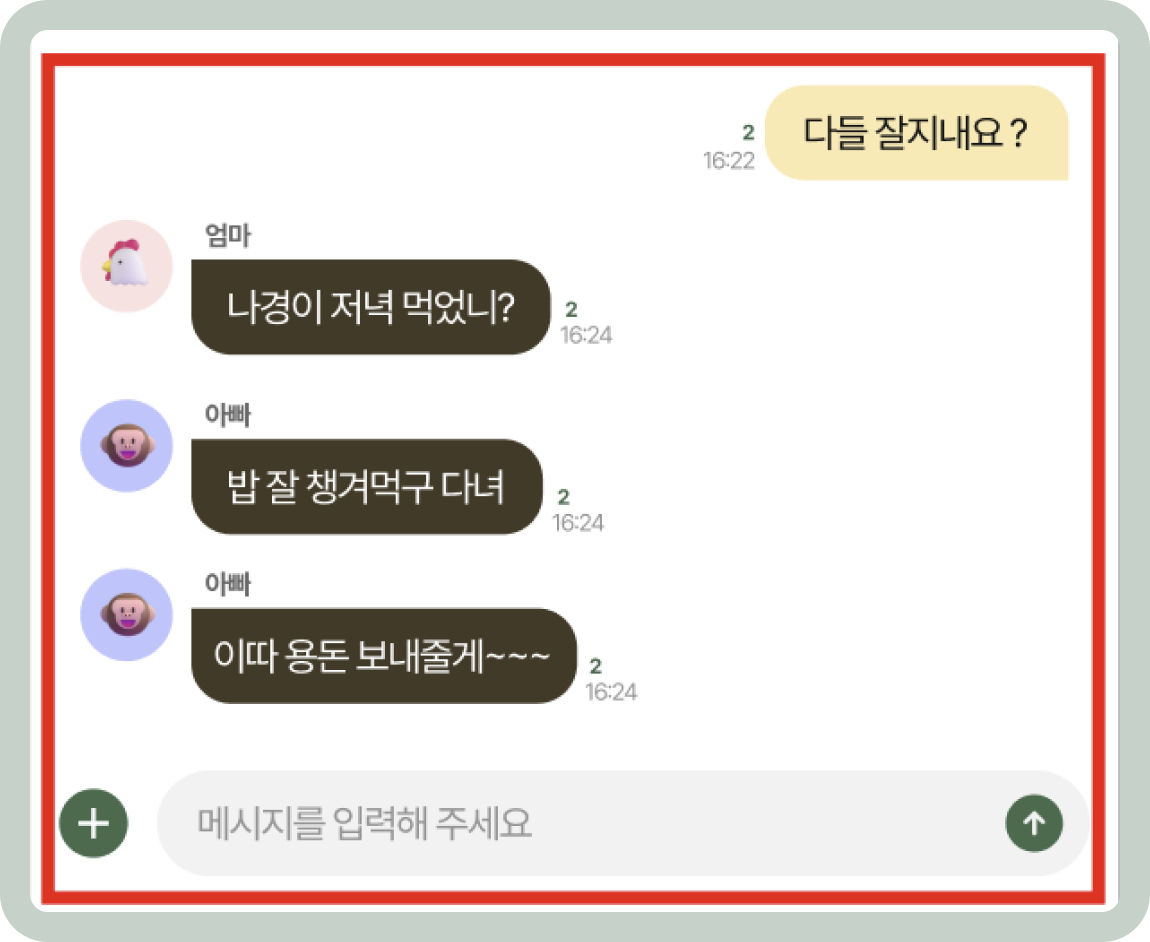 다들 잘지내요 ?
2
16:22
엄마
나경이 저녁 먹었니?
2
16:24
아빠
밥 잘 챙겨먹구 다녀
2
16:24
아빠
이따 용돈 보내줄게~~~
2
16:24
메시지를 입력해 주세요